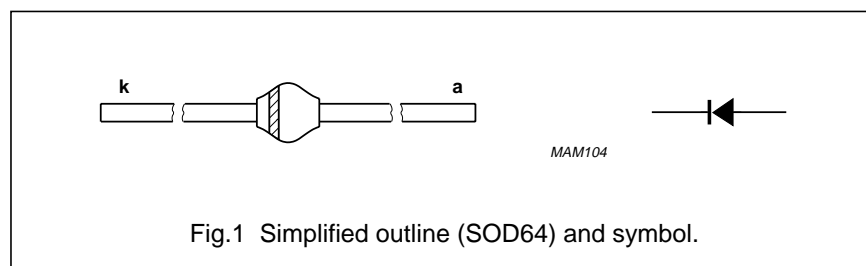 k a
MAM104
Fig.1 Simplified outline (SOD64) and symbol.